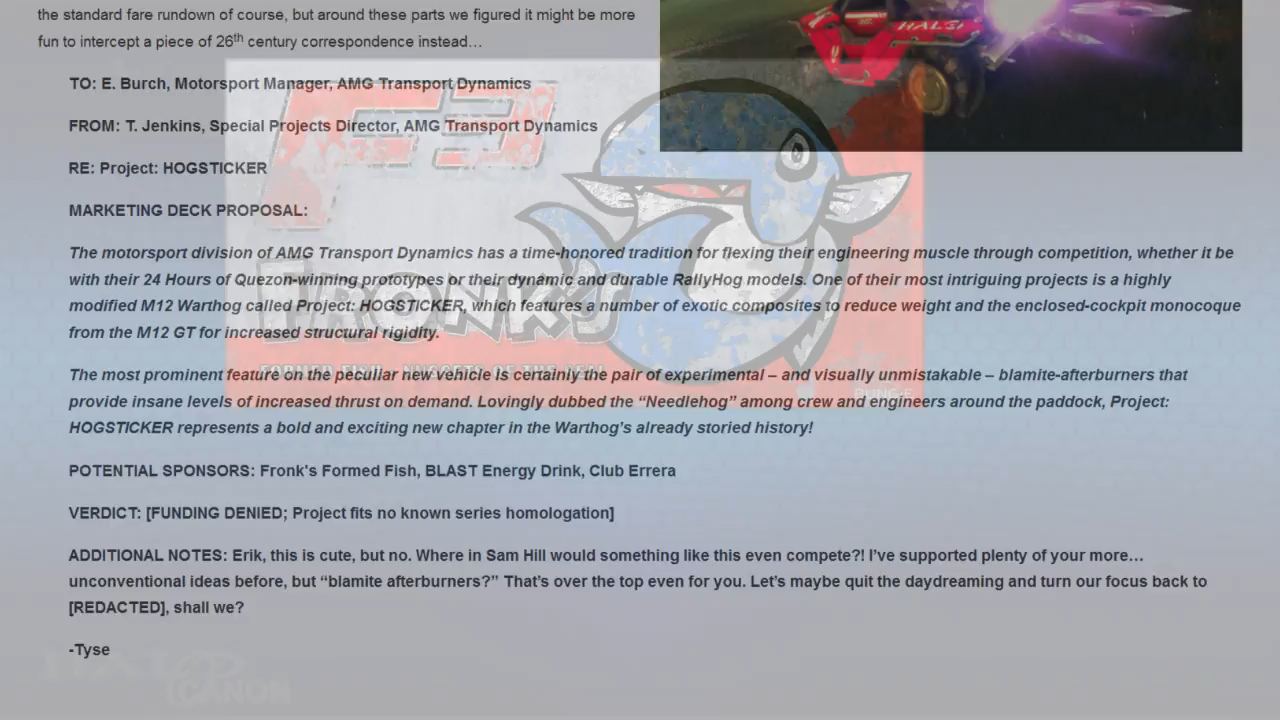 the standard fare rundown of course, but around these parts we figured it might be more
fun to intercept a piece of 26th century correspondence instead…
HALO
TO: E. Burch, Motorsport Manager, AMG Transport Dynamics
FROM: T. Jenkins, Special Projects Director, AMG Transport Dynamics
RE: Project: HOGSTICKER
MARKETING DECK PROPOSAL:
The motorsport division of AMG Transport Dynamics has a time-honored tradition for flexing their engineering muscle through competition, whether it be
with their 24 Hours of Quezon-winning prototypes or their dynamic and durable RallyHog models. One of their most intriguing projects is a highly
modified M12 Warthog called Project: HOGSTICKER, which features a number of exotic composites to reduce weight and the enclosed-cockpit monocoque
from the M12 GT for increased structural rigidity.
FRONK'S
FORMED FISH NUGGETS OF THE SEA!
The most prominent feature on the peculiar new vehicle is certainly the pair of experimental – and visually unmistakable – blamite-afterburners that
provide insane levels of increased thrust on demand. Lovingly dubbed the “Needlehog” among crew and engineers around the paddock, Project:
HOGSTICKER represents a bold and exciting new chapter in the Warthog's already storied history!
POTENTIAL SPONSORS: Fronk's Formed Fish, BLAST Energy Drink, Club Errera
VERDICT: [FUNDING DENIED; Project fits no known series homologation]
ADDITIONAL NOTES: Erik, this is cute, but no. Where in Sam Hill would something like this even compete?! I’ve supported plenty of your more…
unconventional ideas before, but “blamite afterburners?” That’s over the top even for you. Let’s maybe quit the daydreaming and turn our focus back to
[REDACTED], shall we?
-Tyse
HALO
CANON